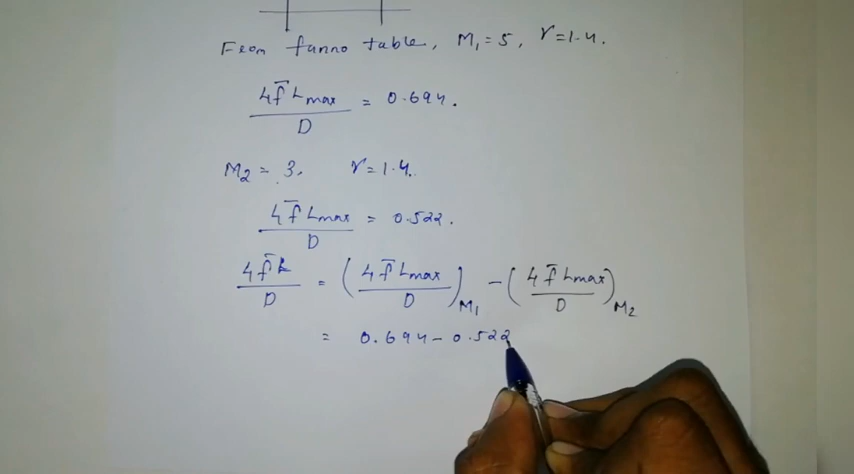 From fanno table, M₁ = 5, γ = 1.4.
4f̄ Lmax / D = 0.694.
M₂ = 3, γ = 1.4.
4f̄ Lmax / D = 0.522.
4f̄L / D = (4f̄ Lmax / D)M₁ − (4f̄ Lmax / D)M₂
= 0.694 − 0.522